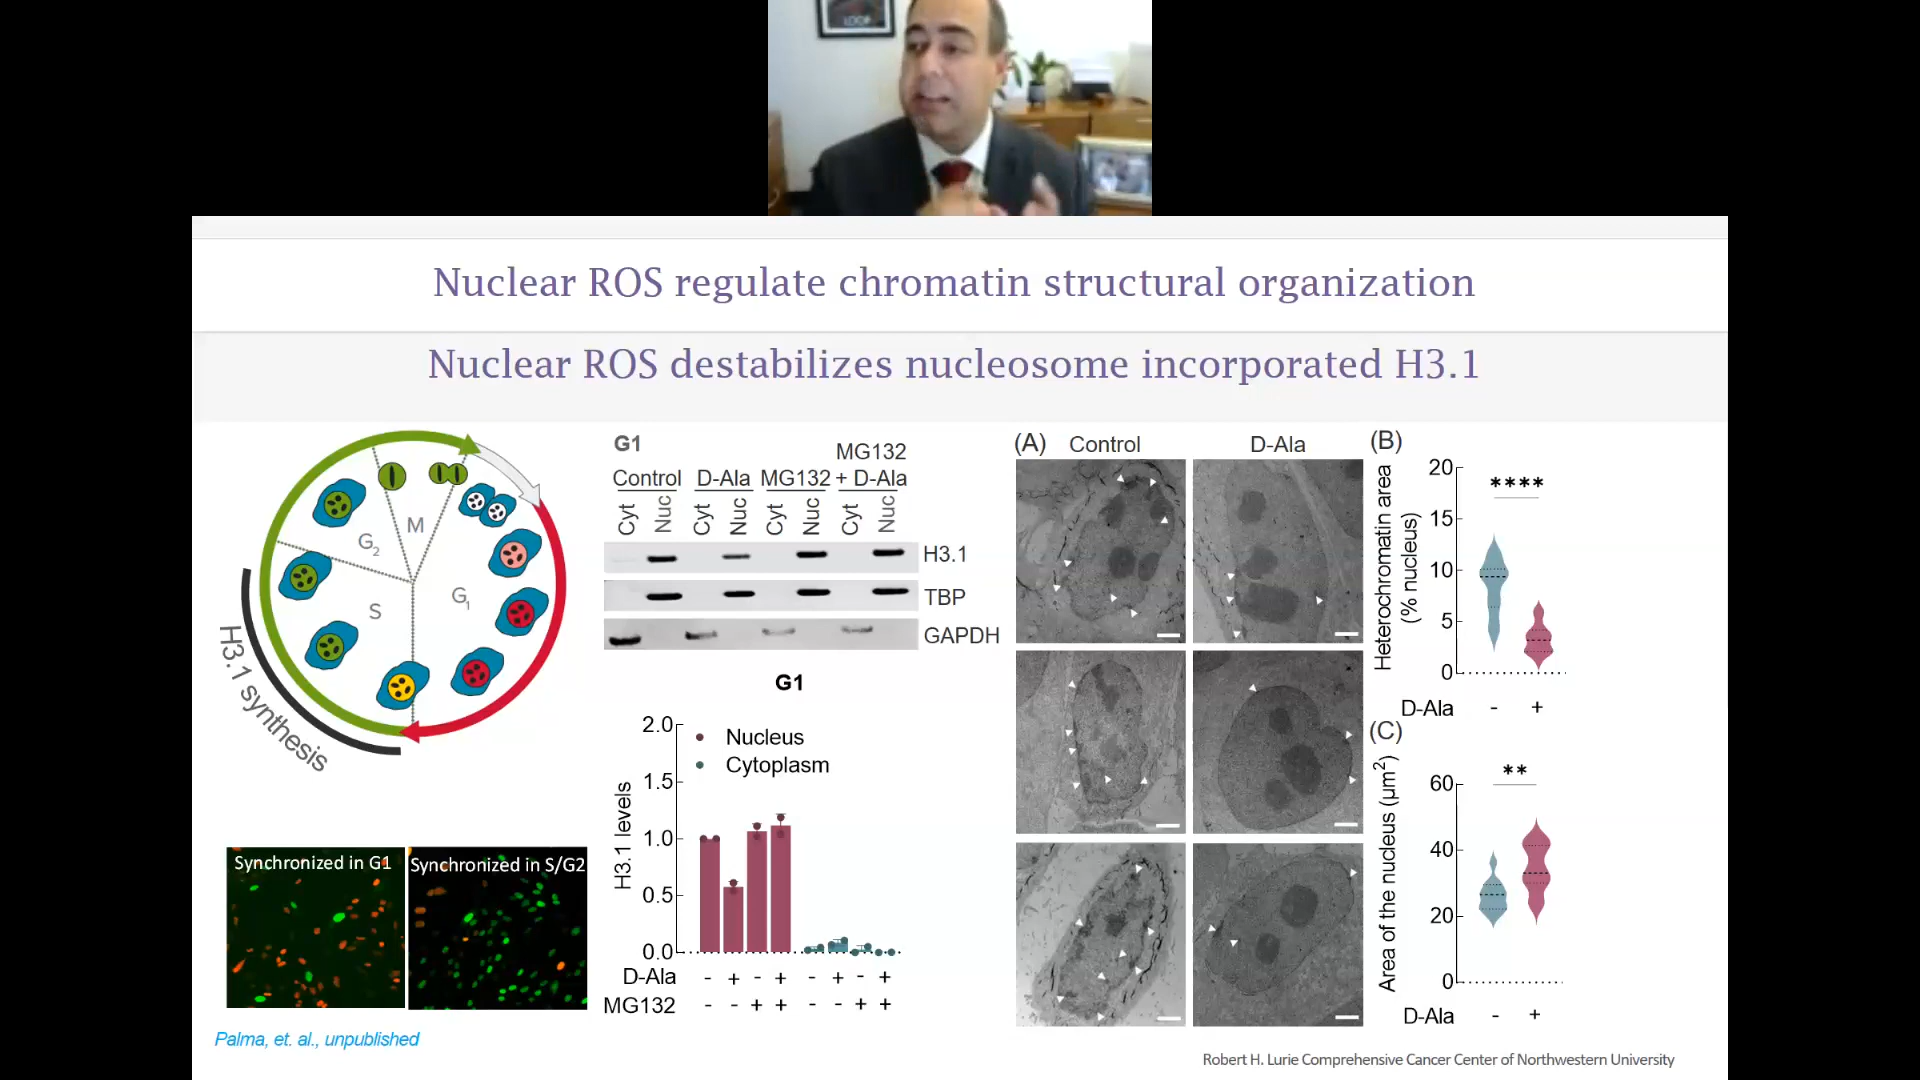 LOOP
Nuclear ROS regulate chromatin structural organization
Nuclear ROS destabilizes nucleosome incorporated H3.1
M
G2
S
G1
H3.1 synthesis
Synchronized in G1
Synchronized in S/G2
Palma, et. al., unpublished
G1
Control D-Ala MG132 MG132 + D-Ala
Cyt Nuc Cyt Nuc Cyt Nuc Cyt Nuc
H3.1
TBP
GAPDH
G1
Nucleus
Cytoplasm
H3.1 levels
2.0
1.5
1.0
0.5
0.0
D-Ala - + - + - + - +
MG132 - - + + - - + +
(A) Control D-Ala
(B)
Heterochromatin area
(% nucleus)
20
15
10
5
0
****
D-Ala - +
(C)
Area of the nucleus (µm²)
60
40
20
0
**
D-Ala - +
Robert H. Lurie Comprehensive Cancer Center of Northwestern University